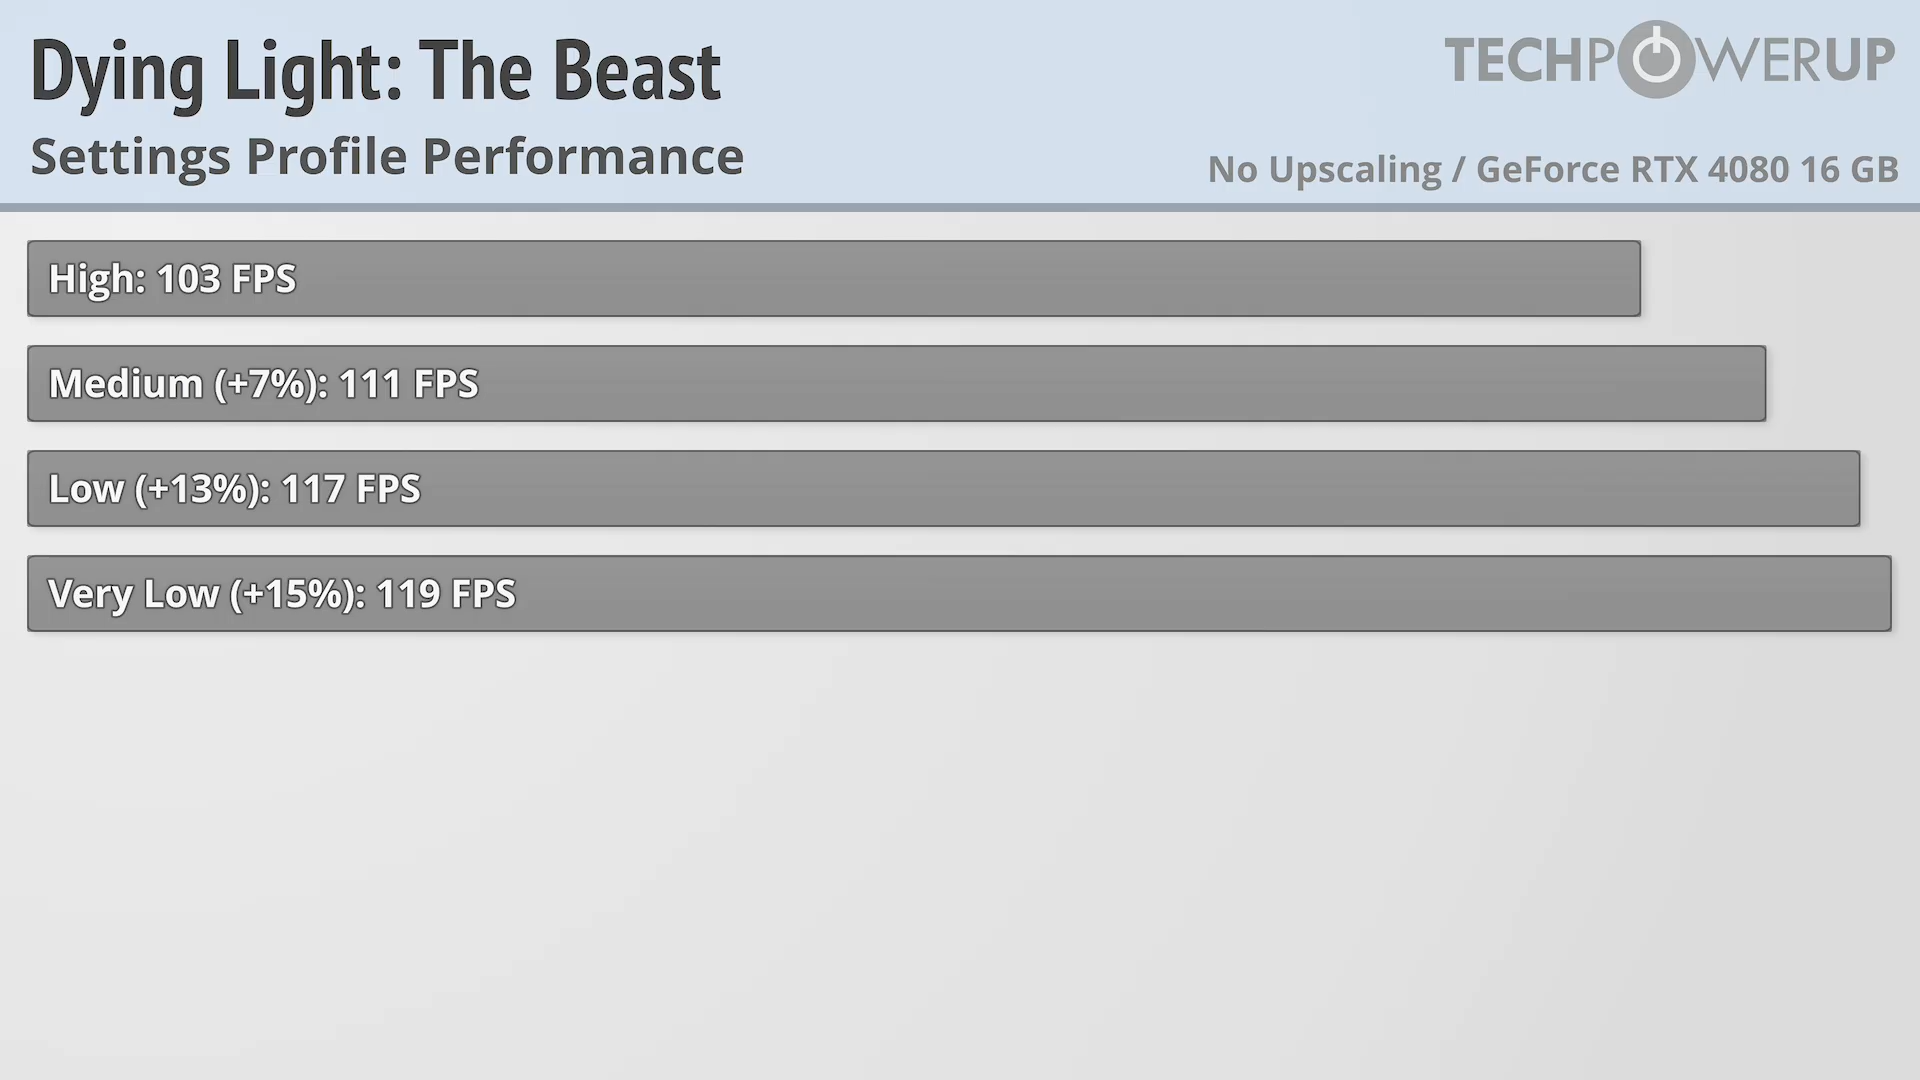 Dying Light: The Beast
TECHPOWERUP
Settings Profile Performance
No Upscaling / GeForce RTX 4080 16 GB
High: 103 FPS
Medium (+7%): 111 FPS
Low (+13%): 117 FPS
Very Low (+15%): 119 FPS